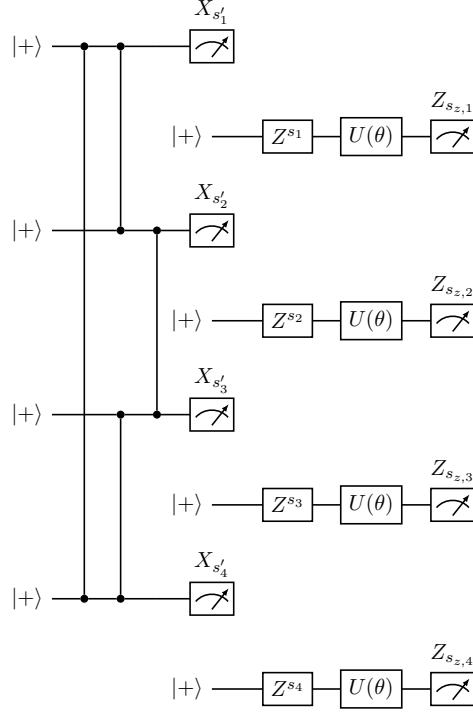 |+⟩ X_{s'_1}
|+⟩ Z^{s_1} U(θ) Z_{s_{z,1}}
|+⟩ X_{s'_2}
|+⟩ Z^{s_2} U(θ) Z_{s_{z,2}}
|+⟩ X_{s'_3}
|+⟩ Z^{s_3} U(θ) Z_{s_{z,3}}
|+⟩ X_{s'_4}
|+⟩ Z^{s_4} U(θ) Z_{s_{z,4}}